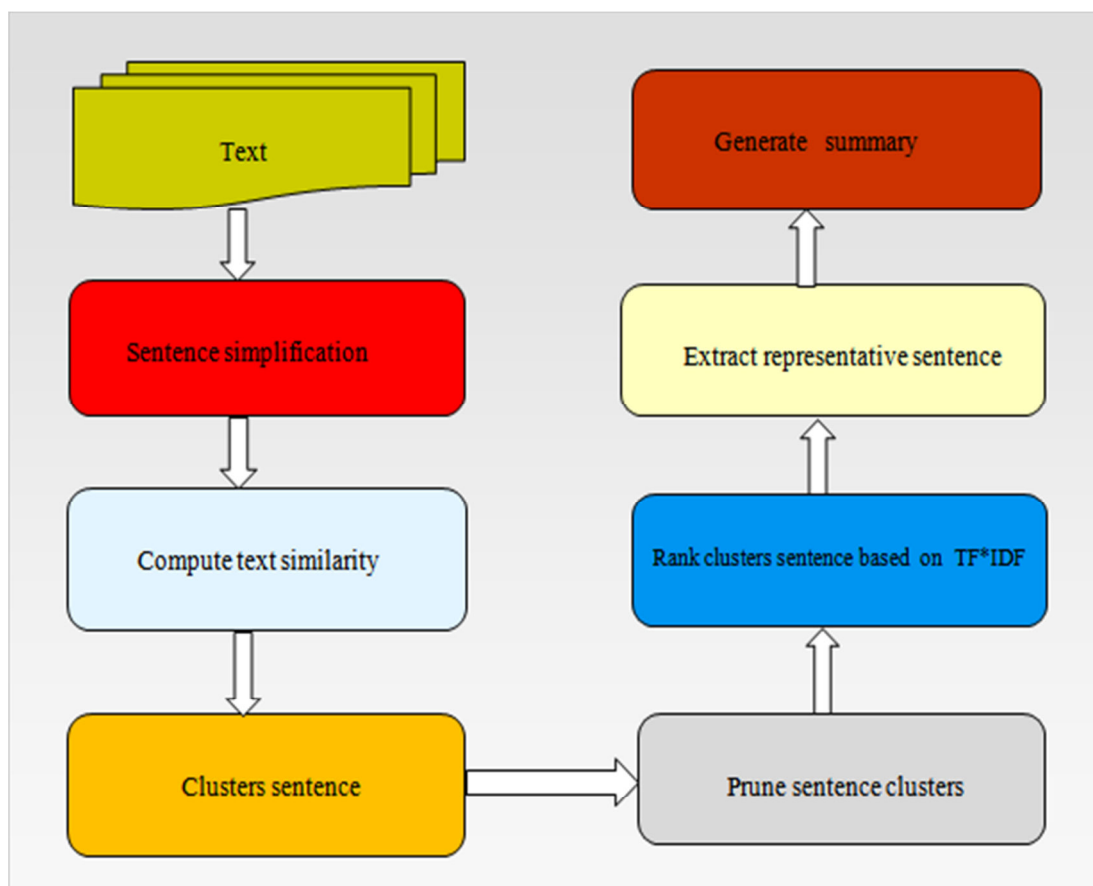 Text
Sentence simplification
Compute text similarity
Clusters sentence
Prune sentence clusters
Rank clusters sentence based on TF*IDF
Extract representative sentence
Generate summary